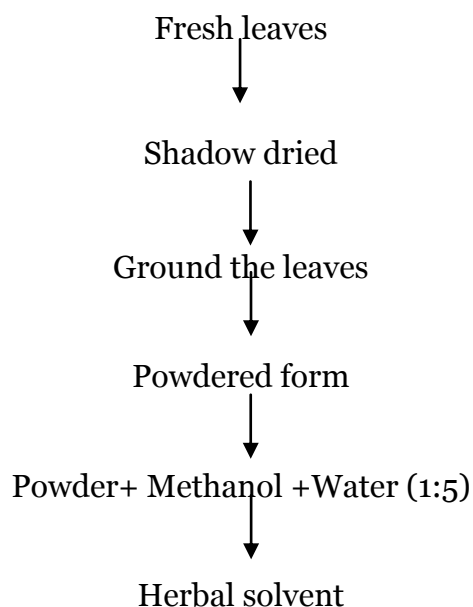 Fresh leaves
Shadow dried
Ground the leaves
Powdered form
Powder+ Methanol +Water (1:5)
Herbal solvent